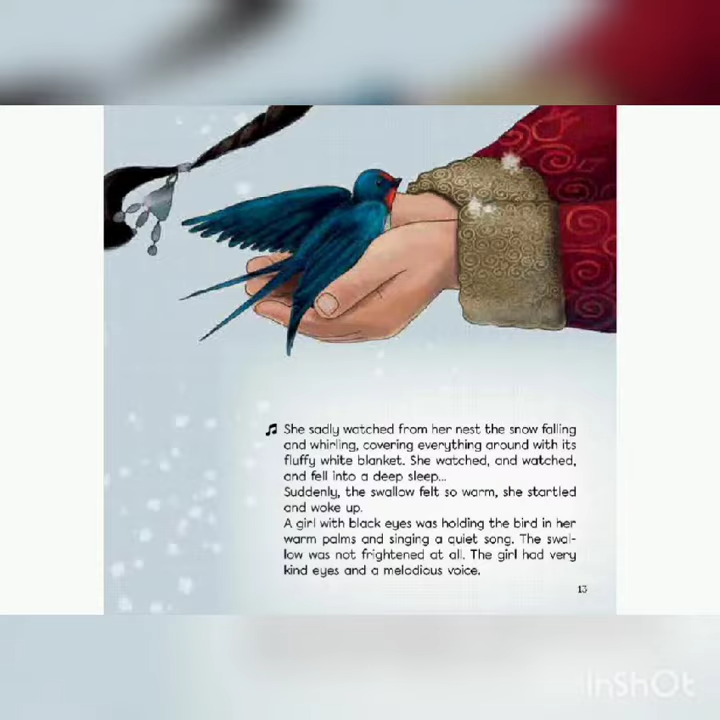 She sadly watched from her nest the snow falling
and whirling, covering everything around with its
fluffy white blanket. She watched, and watched,
and fell into a deep sleep...
Suddenly, the swallow felt so warm, she startled
and woke up.
A girl with black eyes was holding the bird in her
warm palms and singing a quiet song. The swal-
low was not frightened at all. The girl had very
kind eyes and a melodious voice.
13
InShOt